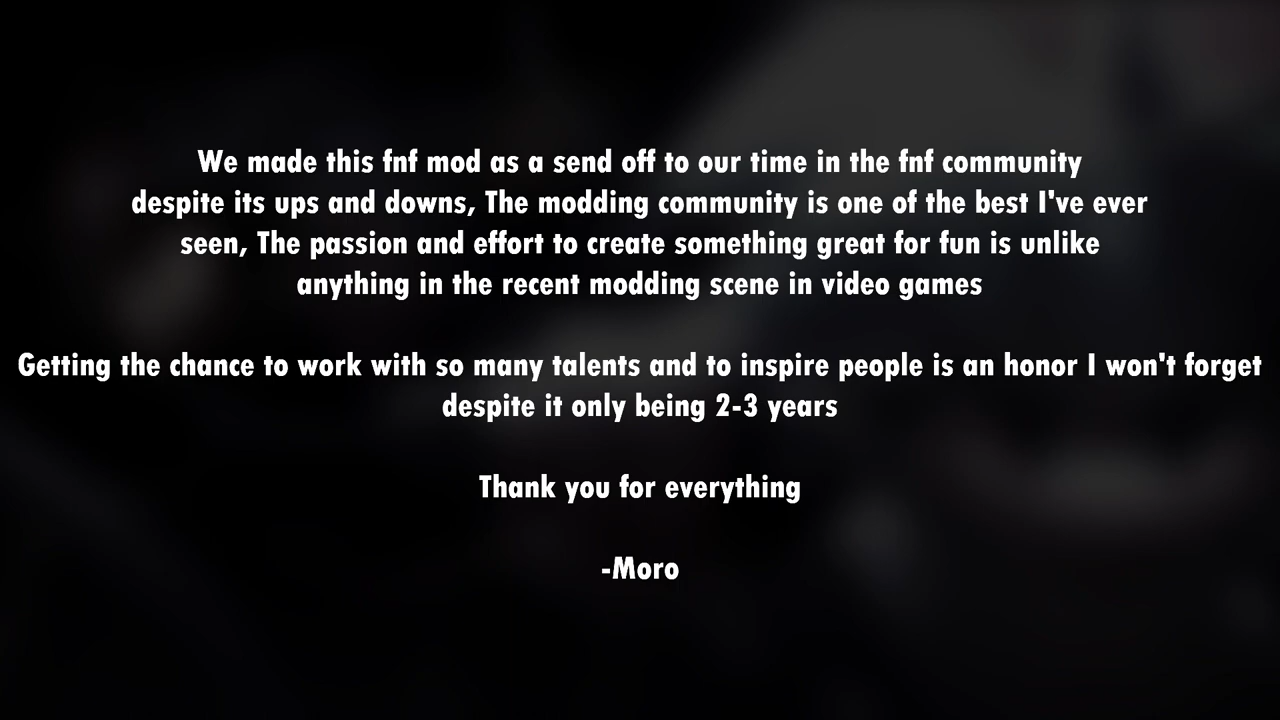 We made this fnf mod as a send off to our time in the fnf community
despite its ups and downs, The modding community is one of the best I've ever
seen, The passion and effort to create something great for fun is unlike
anything in the recent modding scene in video games
Getting the chance to work with so many talents and to inspire people is an honor I won't forget
despite it only being 2-3 years
Thank you for everything
-Moro